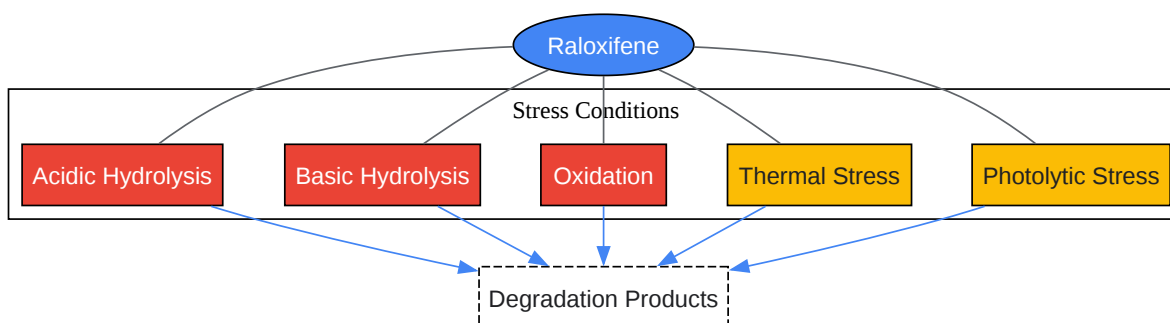 Raloxifene
Stress Conditions
Acidic Hydrolysis
Basic Hydrolysis
Oxidation
Thermal Stress
Photolytic Stress
Degradation Products